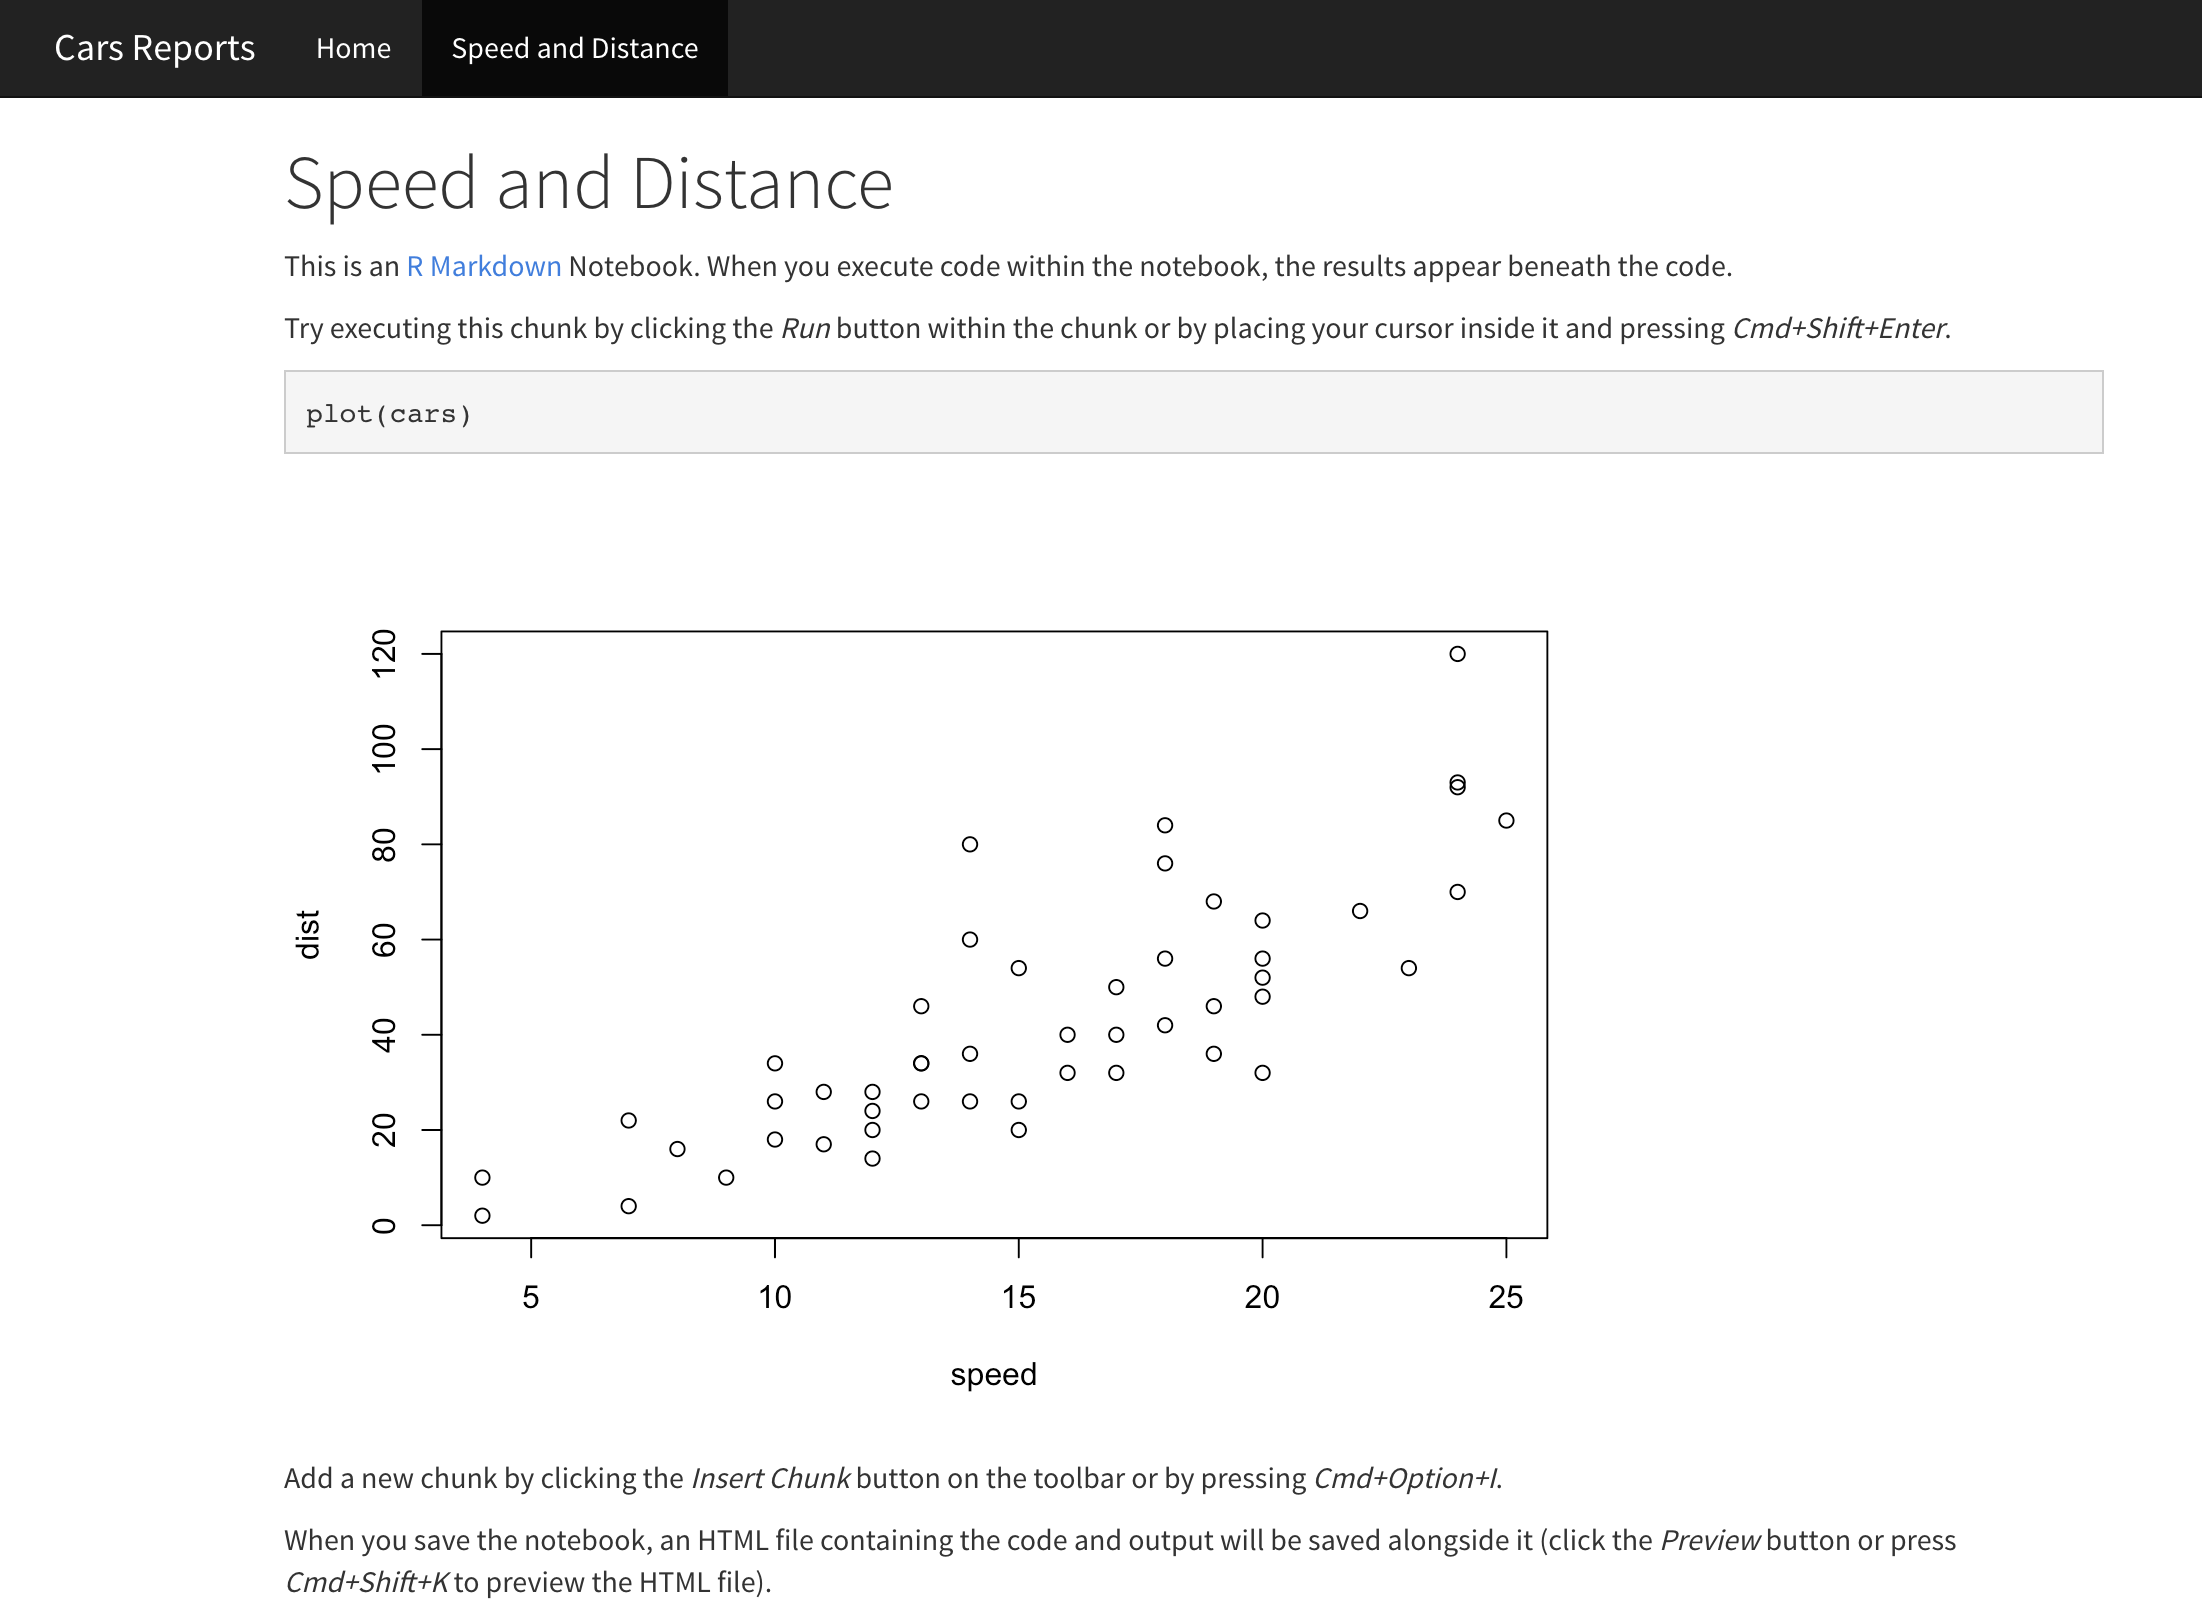 Cars Reports Home Speed and Distance
Speed and Distance
This is an R Markdown Notebook. When you execute code within the notebook, the results appear beneath the code.
Try executing this chunk by clicking the Run button within the chunk or by placing your cursor inside it and pressing Cmd+Shift+Enter.
plot(cars)
120
100
80
60
40
20
0
dist
5 10 15 20 25
speed
Add a new chunk by clicking the Insert Chunk button on the toolbar or by pressing Cmd+Option+I.
When you save the notebook, an HTML file containing the code and output will be saved alongside it (click the Preview button or press
Cmd+Shift+K to preview the HTML file).